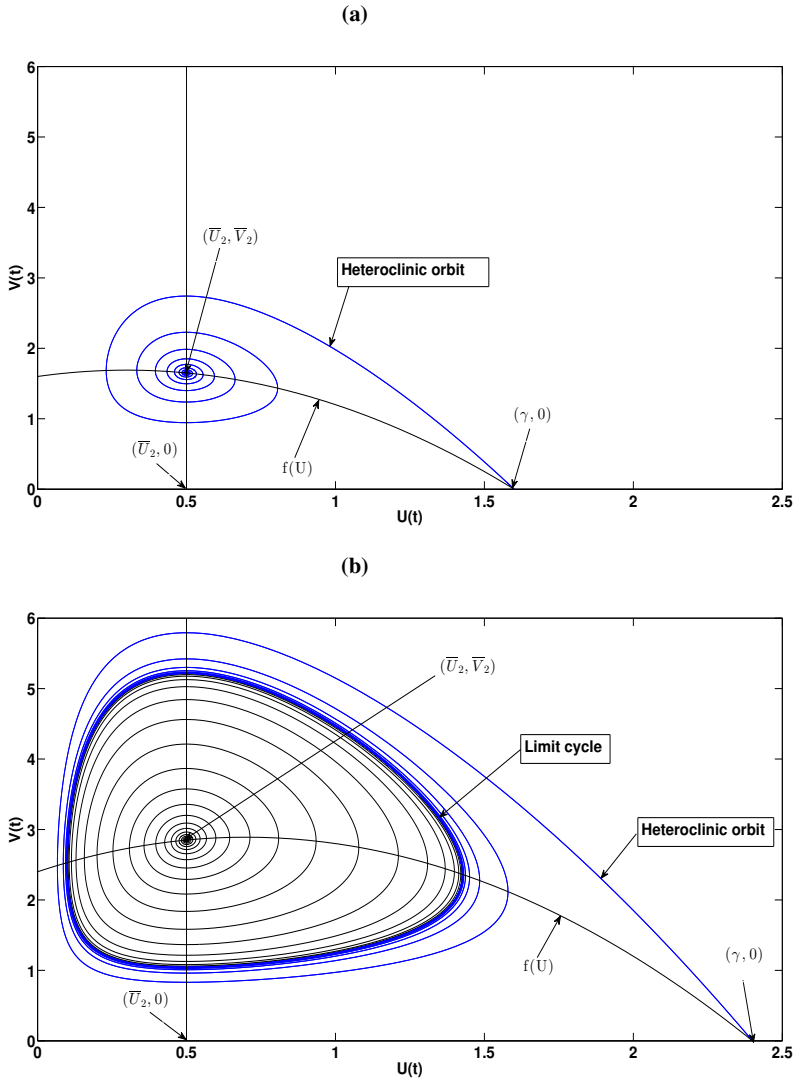 (a)
6
5
4
3
2
1
0
V(t)
(U̅₂, V̅₂)
Heteroclinic orbit
(γ, 0)
(U̅₂, 0)
f(U)
0
0.5
1
1.5
2
2.5
U(t)
(b)
6
5
4
3
2
1
0
V(t)
(U̅₂, V̅₂)
Limit cycle
Heteroclinic orbit
(γ, 0)
f(U)
(U̅₂, 0)
0
0.5
1
1.5
2
2.5
U(t)